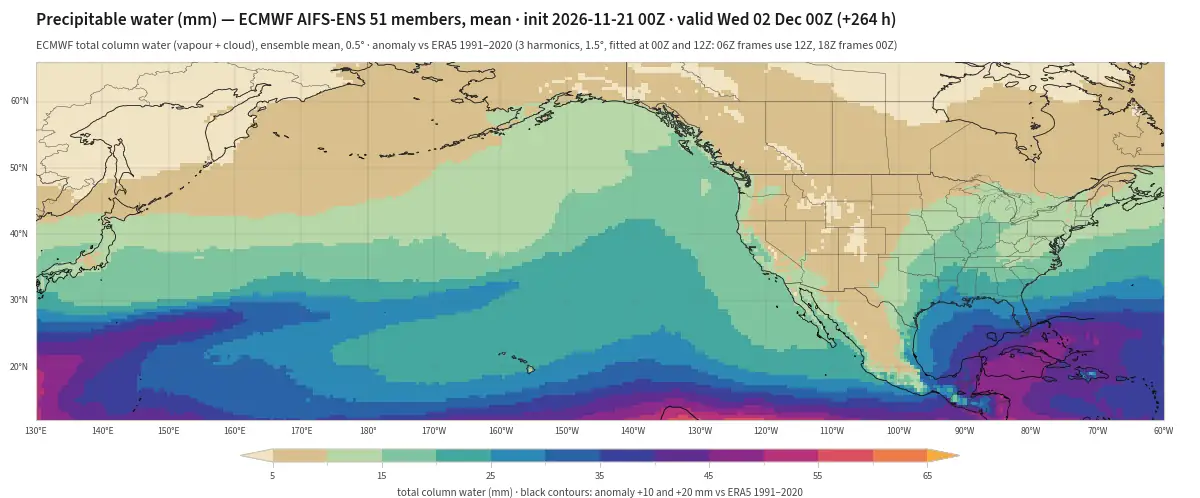 Precipitable water (mm) — ECMWF AIFS-ENS 51 members, mean · init 2026-11-21 00Z · valid Wed 02 Dec 00Z (+264 h)
ECMWF total column water (vapour + cloud), ensemble mean, 0.5° · anomaly vs ERA5 1991–2020 (3 harmonics, 1.5°, fitted at 00Z and 12Z: 06Z frames use 12Z, 18Z frames 00Z)
60°N
50°N
40°N
30°N
20°N
130°E 140°E 150°E 160°E 170°E 180° 170°W 160°W 150°W 140°W 130°W 120°W 110°W 100°W 90°W 80°W 70°W 60°W
5 15 25 35 45 55 65
total column water (mm) · black contours: anomaly +10 and +20 mm vs ERA5 1991–2020